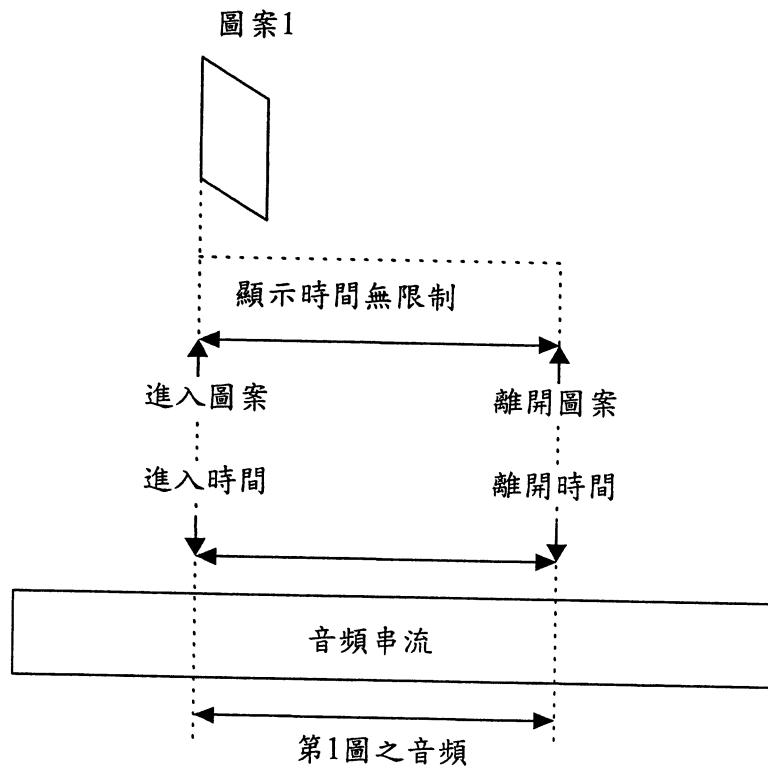 圖案1
顯示時間無限制
進入圖案
離開圖案
進入時間
離開時間
音頻串流
第1圖之音頻